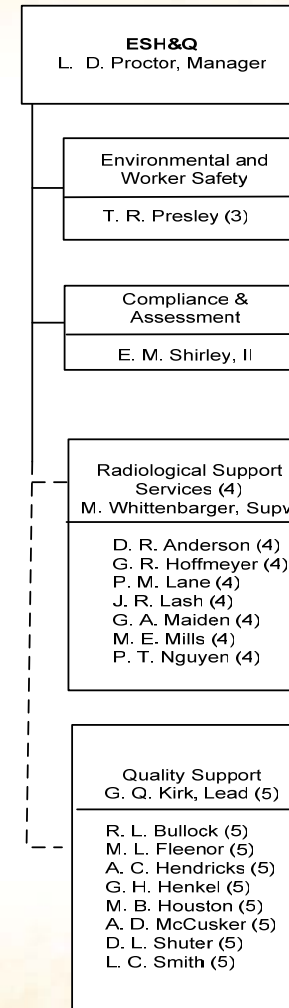 ESH&Q
L. D. Proctor, Manager
Environmental and
Worker Safety
T. R. Presley (3)
Compliance &
Assessment
E. M. Shirley, II
Radiological Support
Services (4)
M. Whittenbarger, Supv
D. R. Anderson (4)
G. R. Hoffmeyer (4)
P. M. Lane (4)
J. R. Lash (4)
G. A. Maiden (4)
M. E. Mills (4)
P. T. Nguyen (4)
Quality Support
G. Q. Kirk, Lead (5)
R. L. Bullock (5)
M. L. Fleenor (5)
A. C. Hendricks (5)
G. H. Henkel (5)
M. B. Houston (5)
A. D. McCusker (5)
D. L. Shuter (5)
L. C. Smith (5)